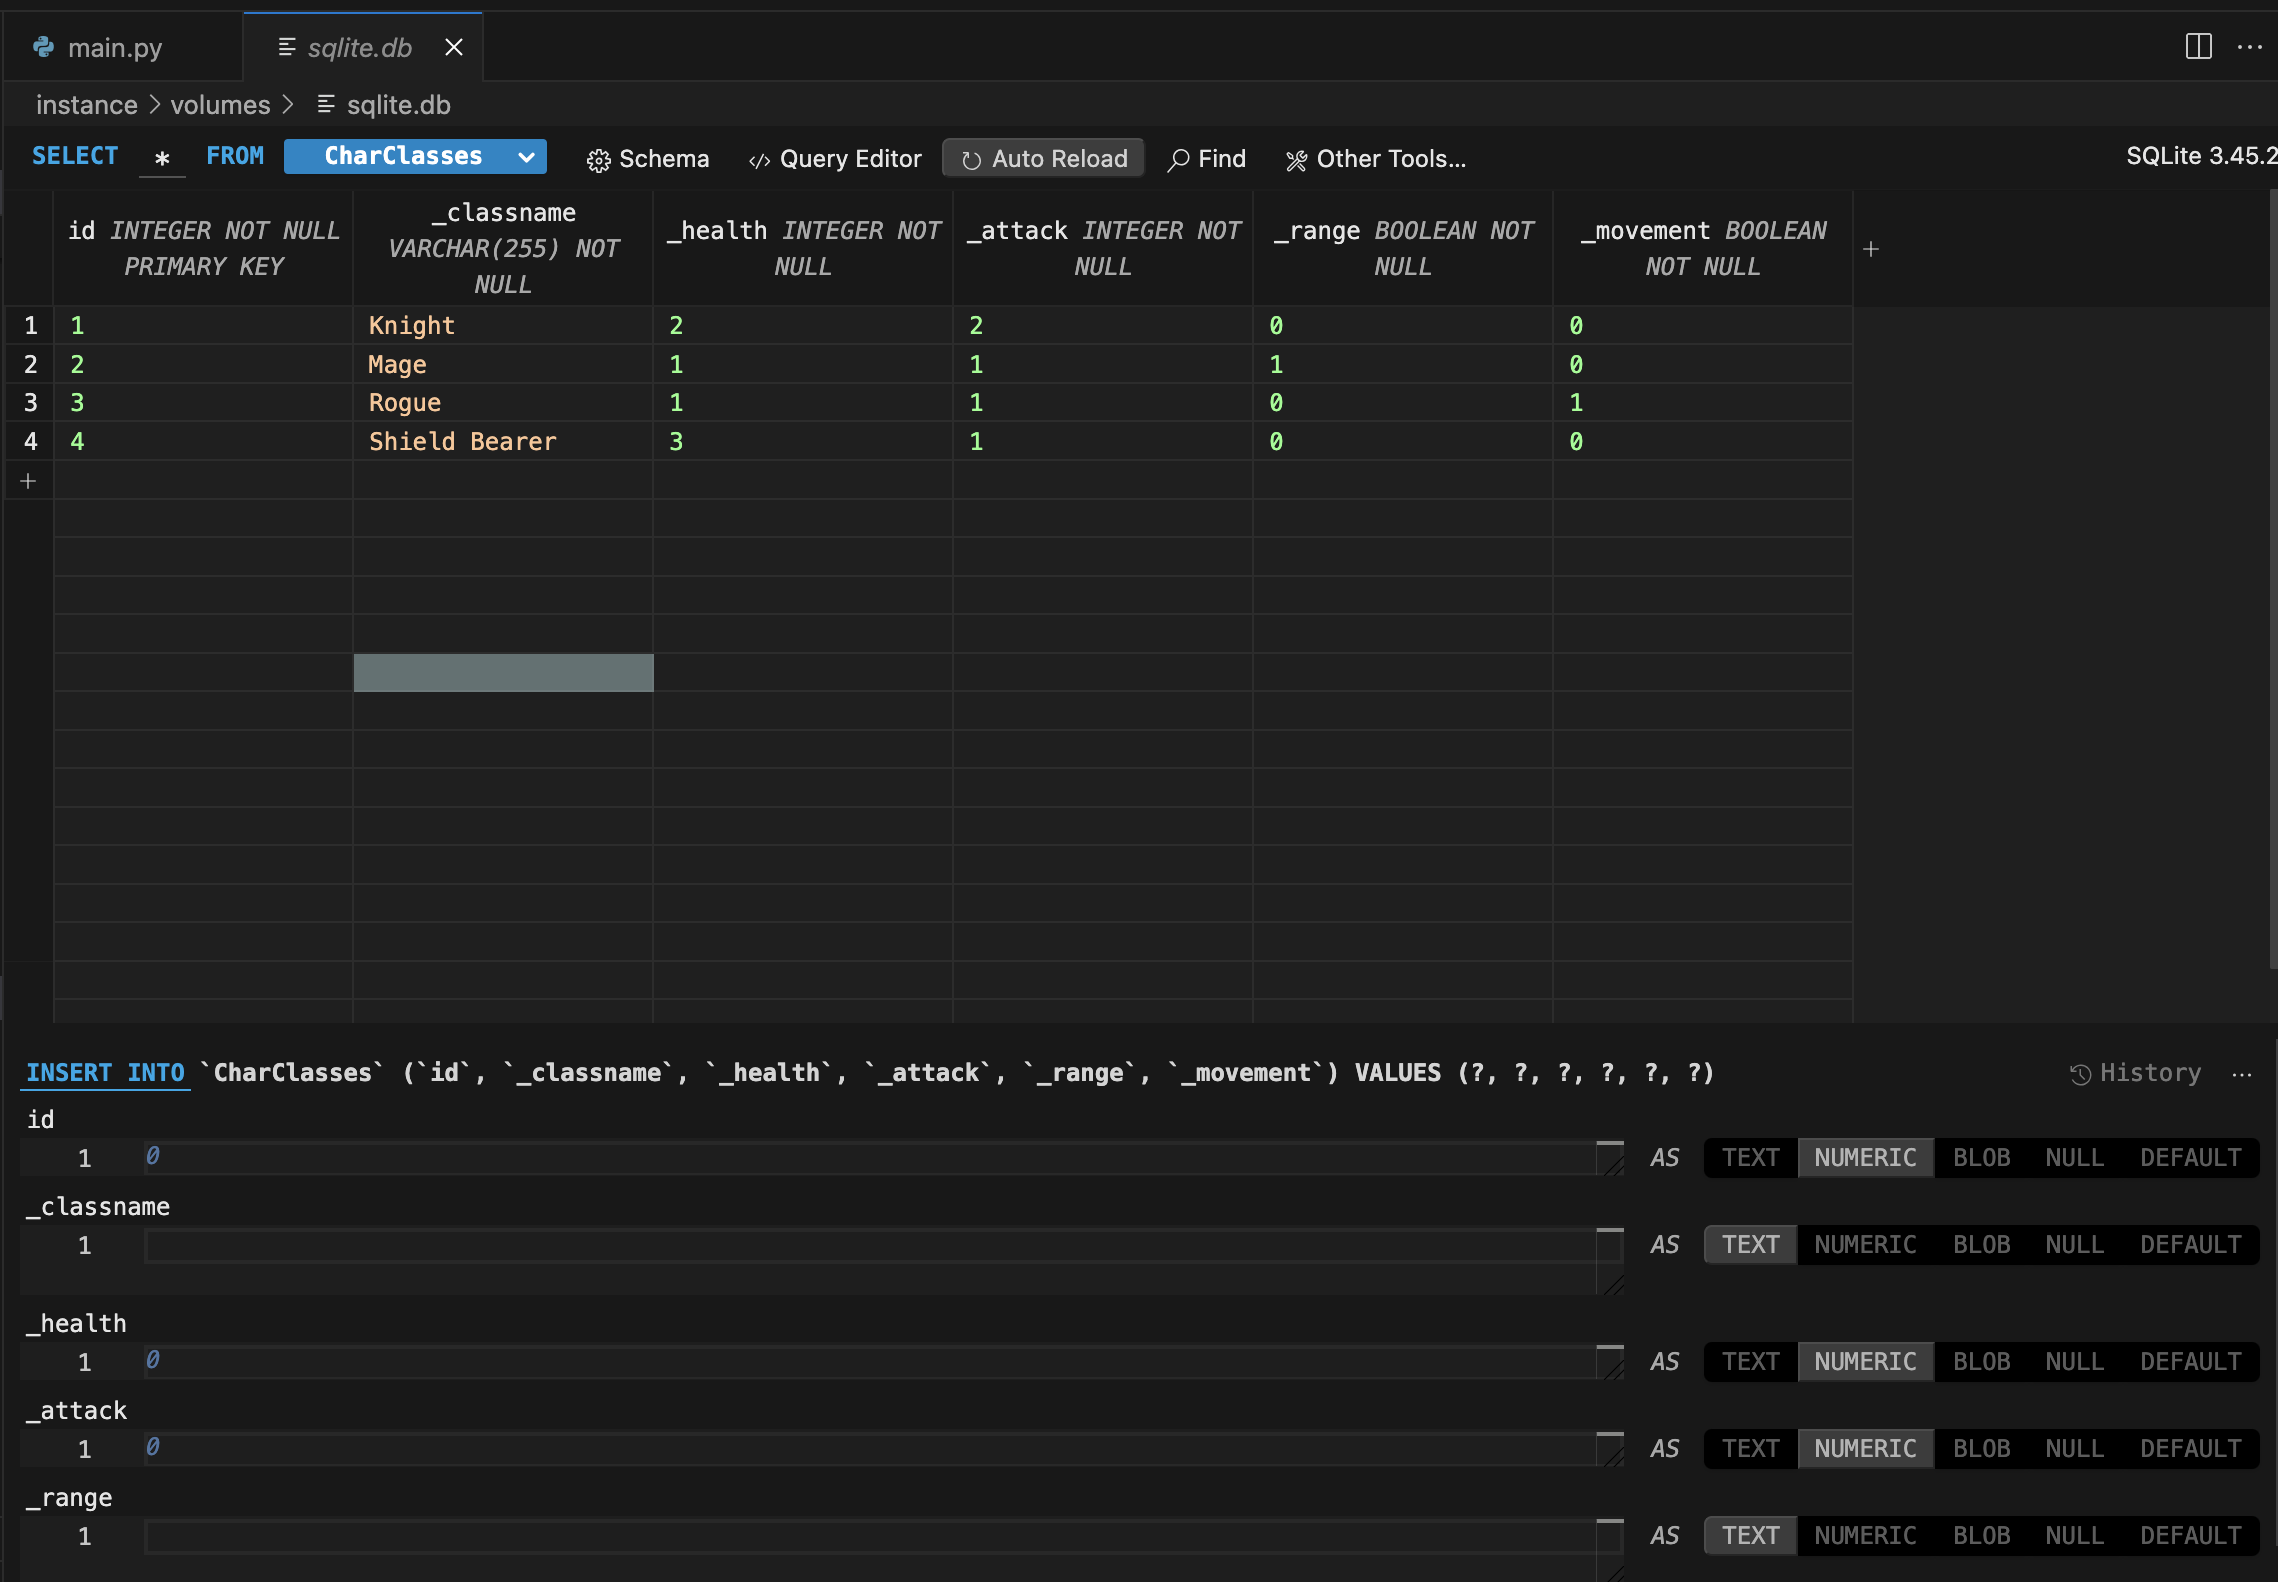 main.py sqlite.db
instance > volumes > sqlite.db
SELECT * FROM CharClasses Schema Query Editor Auto Reload Find Other Tools... SQLite 3.45.2
id INTEGER NOT NULL PRIMARY KEY
_classname VARCHAR(255) NOT NULL
_health INTEGER NOT NULL
_attack INTEGER NOT NULL
_range BOOLEAN NOT NULL
_movement BOOLEAN NOT NULL
+
1 1 Knight 2 2 0 0
2 2 Mage 1 1 1 0
3 3 Rogue 1 1 0 1
4 4 Shield Bearer 3 1 0 0
+
INSERT INTO `CharClasses` (`id`, `_classname`, `_health`, `_attack`, `_range`, `_movement`) VALUES (?, ?, ?, ?, ?, ?) History ...
id
1 0 AS TEXT NUMERIC BLOB NULL DEFAULT
_classname
1 AS TEXT NUMERIC BLOB NULL DEFAULT
_health
1 0 AS TEXT NUMERIC BLOB NULL DEFAULT
_attack
1 0 AS TEXT NUMERIC BLOB NULL DEFAULT
_range
1 AS TEXT NUMERIC BLOB NULL DEFAULT